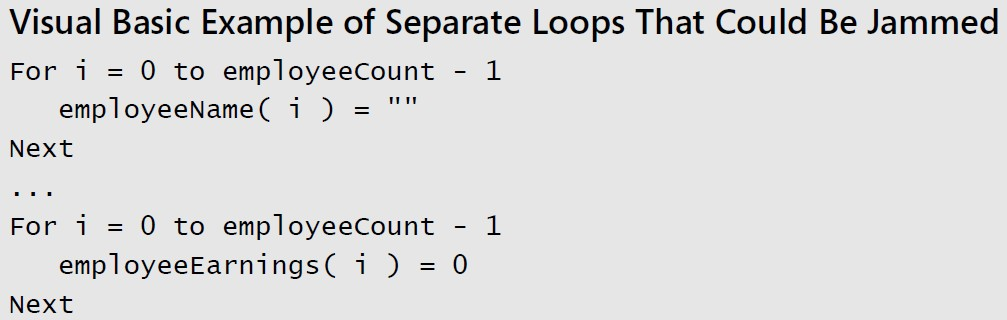 Visual Basic Example of Separate Loops That Could Be Jammed
For i = 0 to employeeCount - 1
   employeeName( i ) = ""
Next
...
For i = 0 to employeeCount - 1
   employeeEarnings( i ) = 0
Next